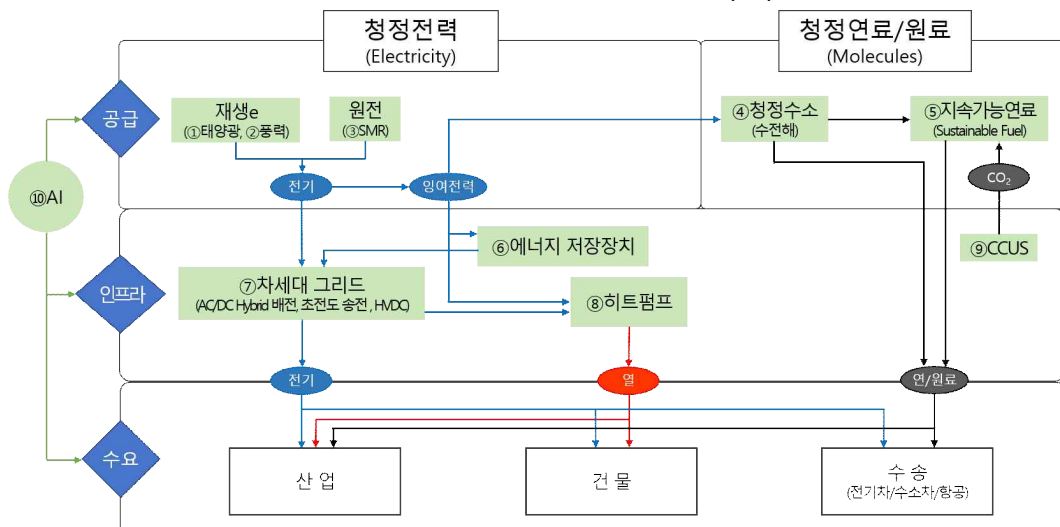 청정전력
(Electricity)
청정연료/원료
(Molecules)
공급
재생e
(①태양광, ②풍력)
원전
(③SMR)
④청정수소
(수전해)
⑤지속가능연료
(Sustainable Fuel)
전기
잉여전력
CO₂
⑩AI
⑥에너지 저장장치
⑨CCUS
인프라
⑦차세대 그리드
(AC/DC Hybrid 배전, 초전도 송전, HVDC)
⑧히트펌프
전기
열
연/원료
수요
산 업
건 물
수 송
(전기차/수소차/항공)